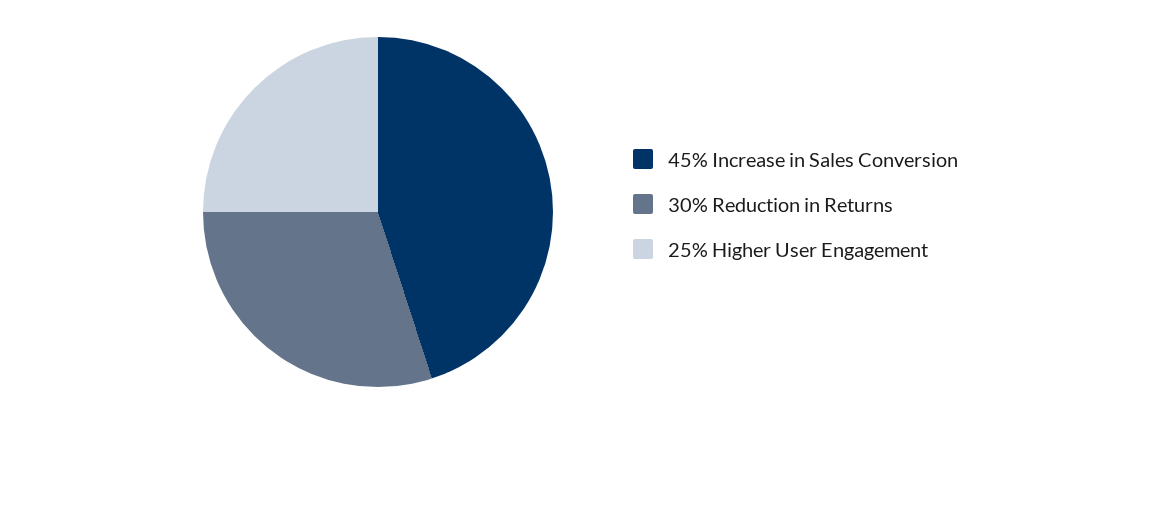 45% Increase in Sales Conversion
30% Reduction in Returns
25% Higher User Engagement